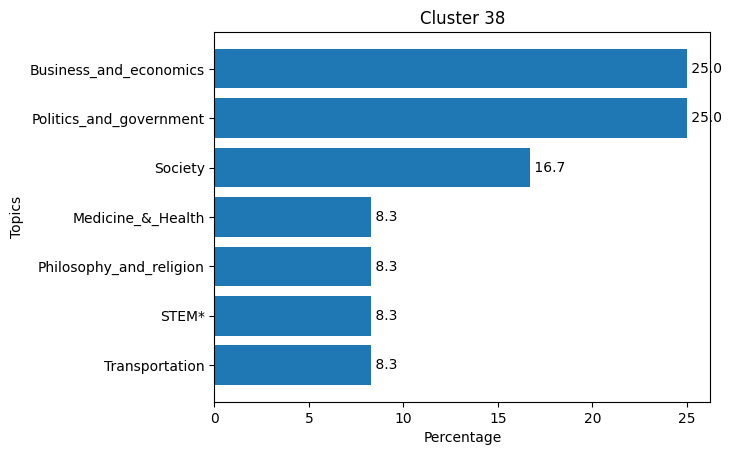 Cluster 38
Topics
Business_and_economics 25.0
Politics_and_government 25.0
Society 16.7
Medicine_&_Health 8.3
Philosophy_and_religion 8.3
STEM* 8.3
Transportation 8.3
0 5 10 15 20 25
Percentage